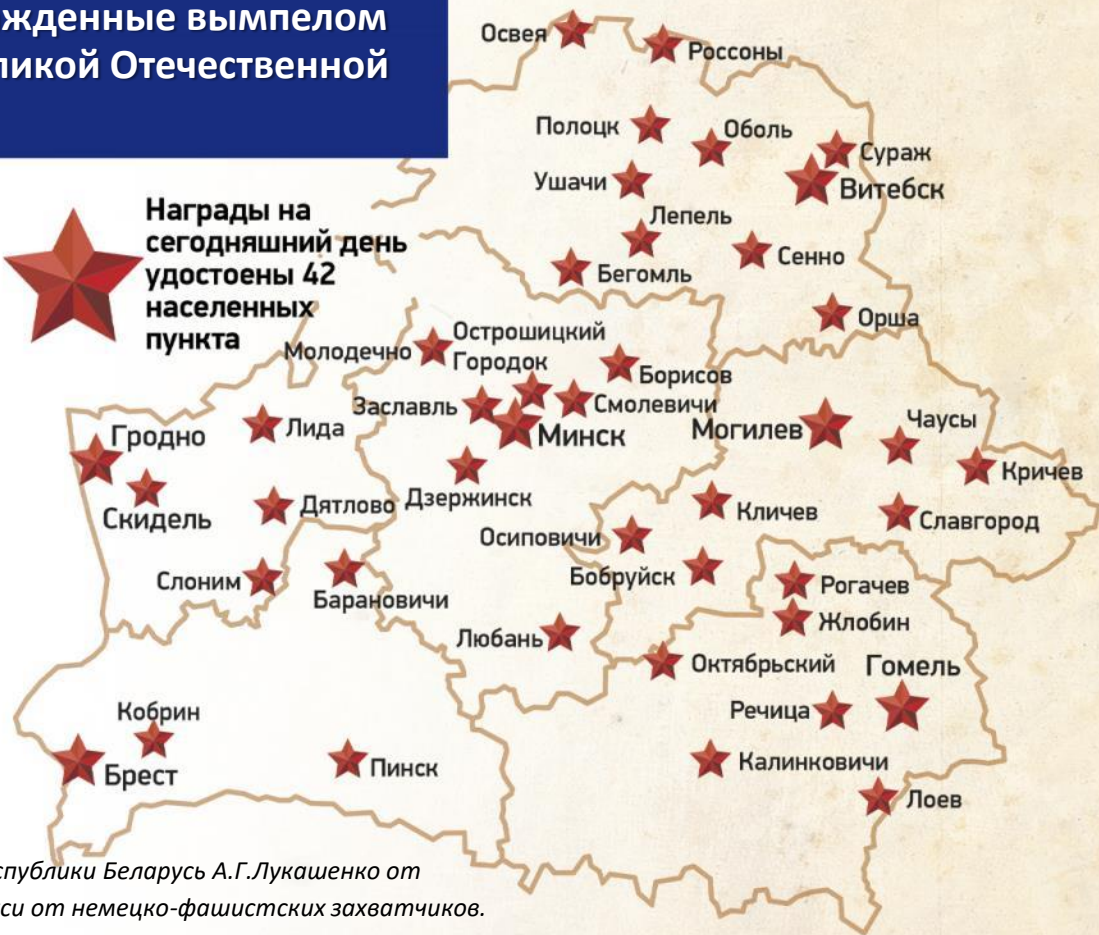 жденные вымпелом
ликой Отечественной
Награды на
сегодняшний день
удостоены 42
населенных
пункта
Освея
Россоны
Полоцк
Оболь
Сураж
Витебск
Ушачи
Лепель
Сенно
Бегомль
Орша
Острошицкий
Городок
Молодечно
Борисов
Заславль
Смолевичи
Минск
Могилев
Чаусы
Гродно
Лида
Кричев
Скидель
Дятлово
Дзержинск
Кличев
Славгород
Осиповичи
Слоним
Барановичи
Бобруйск
Рогачев
Жлобин
Любань
Октябрьский
Гомель
Кобрин
Речица
Брест
Пинск
Калинковичи
Лоев
спублики Беларусь А.Г.Лукашенко от
си от немецко-фашистских захватчиков.